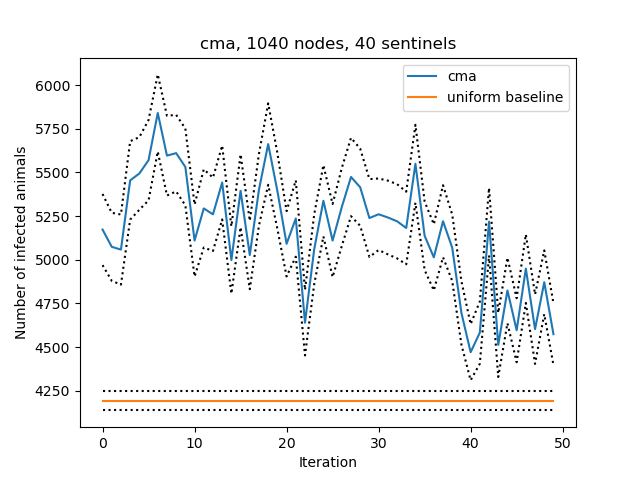 cma, 1040 nodes, 40 sentinels
cma
uniform baseline
Number of infected animals
6000
5750
5500
5250
5000
4750
4500
4250
0 10 20 30 40 50
Iteration